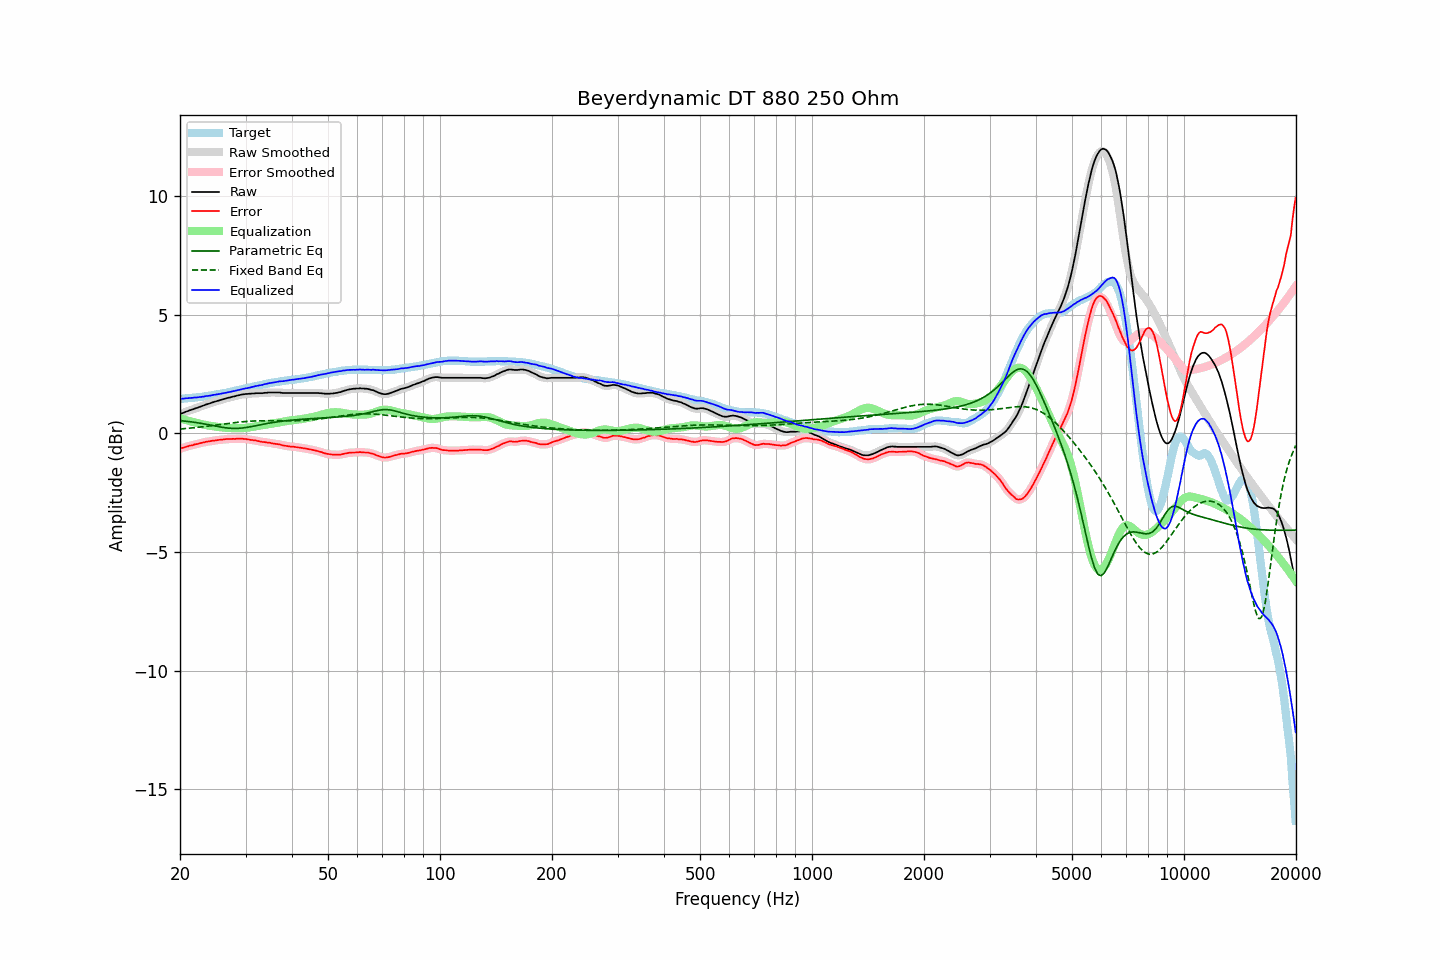 Beyerdynamic DT 880 250 Ohm
Target
Raw Smoothed
Error Smoothed
Raw
Error
Equalization
Parametric Eq
Fixed Band Eq
Equalized
10
5
0
−5
−10
−15
Amplitude (dBr)
20 50 100 200 500 1000 2000 5000 10000 20000
Frequency (Hz)